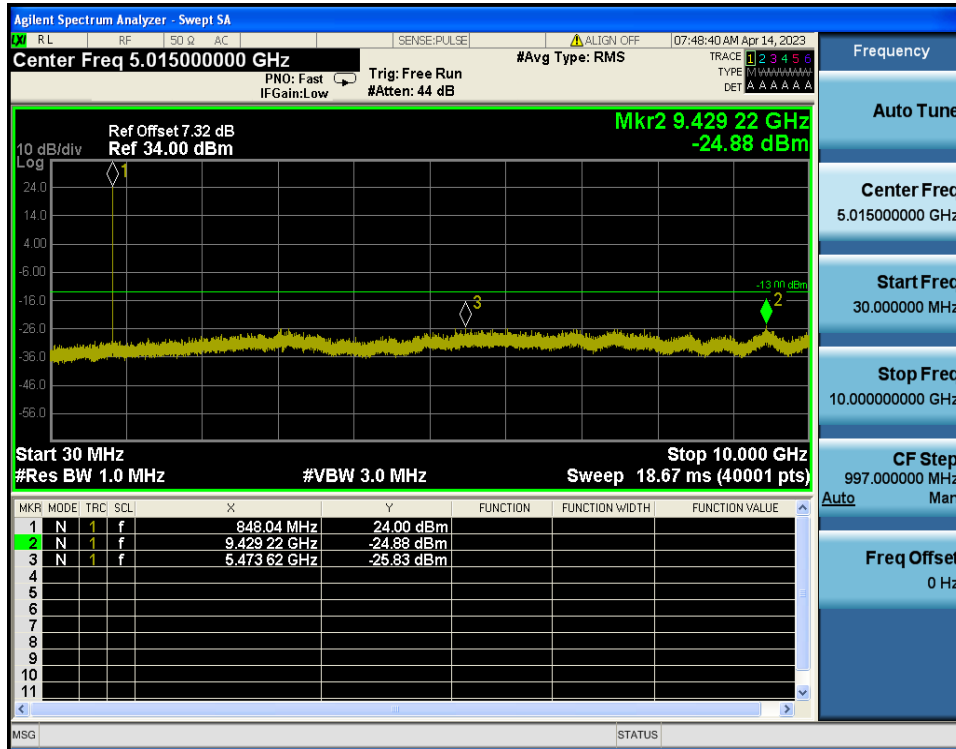 Agilent Spectrum Analyzer - Swept SA
LXI RL RF 50 Ω AC SENSE:PULSE ALIGN OFF 07:48:40 AM Apr 14, 2023
Center Freq 5.015000000 GHz
PNO: Fast
IFGain:Low
Trig: Free Run
#Atten: 44 dB
#Avg Type: RMS
TRACE 1 2 3 4 5 6
TYPE M
DET A A A A A A
Frequency
Mkr2 9.429 22 GHz
-24.88 dBm
Ref Offset 7.32 dB
10 dB/div Ref 34.00 dBm
Log
24.0
14.0
4.00
-6.00
-16.0
-26.0
-36.0
-46.0
-56.0
1
3
2
-13.00 dBm
Start 30 MHz Stop 10.000 GHz
#Res BW 1.0 MHz #VBW 3.0 MHz Sweep 18.67 ms (40001 pts)
MKR MODE TRC SCL X Y FUNCTION FUNCTION WIDTH FUNCTION VALUE
1 N 1 f 848.04 MHz 24.00 dBm
2 N 1 f 9.429 22 GHz -24.88 dBm
3 N 1 f 5.473 62 GHz -25.83 dBm
4
5
6
7
8
9
10
11
MSG STATUS
Auto Tune
Center Freq
5.015000000 GHz
Start Freq
30.000000 MHz
Stop Freq
10.000000000 GHz
CF Step
997.000000 MHz
Auto Man
Freq Offset
0 Hz